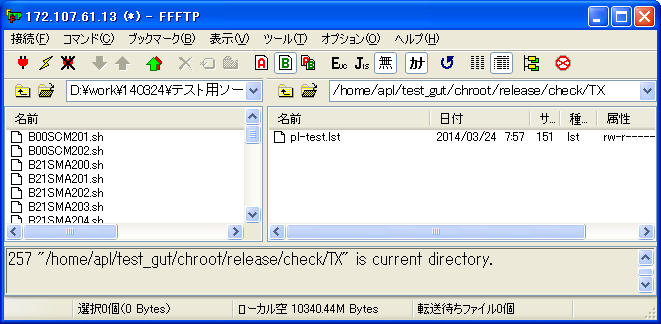 172.107.61.13 (*) - FFFTP
接続(F) コマンド(C) ブックマーク(B) 表示(V) ツール(T) オプション(O) ヘルプ(H)
A B B EUC JIS 無 カナ
D:¥work¥140324¥テスト用ソー /home/apl/test_gut/chroot/release/check/TX
名前 名前 日付 サ... 種... 属性
B00SCM201.sh pl-test.lst 2014/03/24 7:57 151 lst rw-r-----
B00SCM202.sh
B21SMA200.sh
B21SMA201.sh
B21SMA202.sh
B21SMA203.sh
B21SMA204.sh
257 "/home/apl/test_gut/chroot/release/check/TX" is current directory.
選択0個(0 Bytes) ローカル空 10340.44M Bytes 転送待ちファイル0個